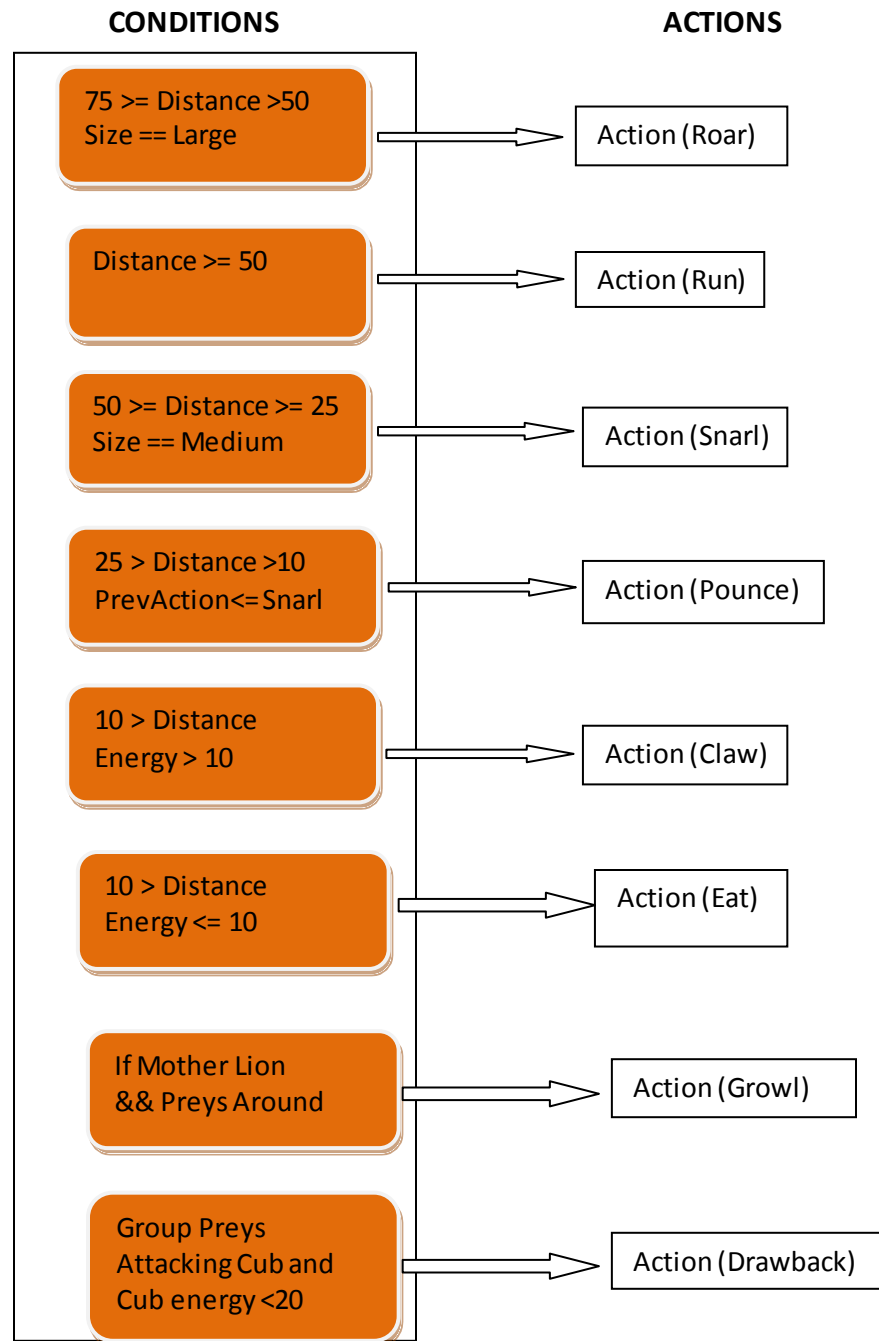 CONDITIONS
ACTIONS
75 >= Distance >50
Size == Large
Action (Roar)
Distance >= 50
Action (Run)
50 >= Distance >= 25
Size == Medium
Action (Snarl)
25 > Distance >10
PrevAction<= Snarl
Action (Pounce)
10 > Distance
Energy > 10
Action (Claw)
10 > Distance
Energy <= 10
Action (Eat)
If Mother Lion
&& Preys Around
Action (Growl)
Group Preys
Attacking Cub and
Cub energy <20
Action (Drawback)